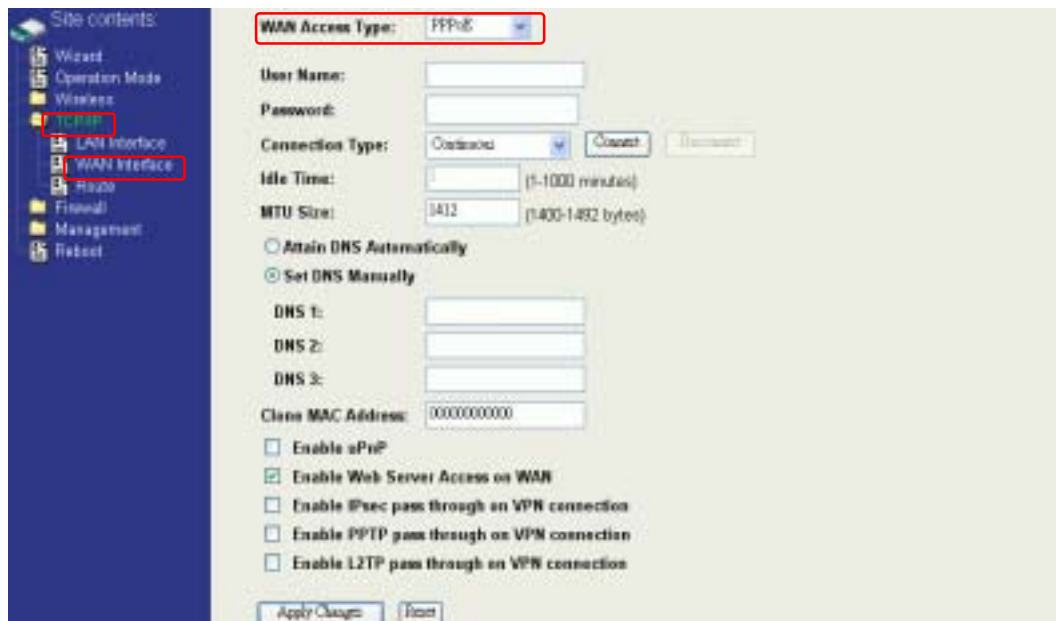 Site contents:
Wizard
Operation Mode
Wireless
TCP/IP
LAN Interface
WAN Interface
Route
Firewall
Management
Reboot
WAN Access Type: PPPoE
User Name:
Password:
Connection Type: Continuous Connect Disconnect
Idle Time: (1-1000 minutes)
MTU Size: 1412 (1400-1492 bytes)
Attain DNS Automatically
Set DNS Manually
DNS 1:
DNS 2:
DNS 3:
Clone MAC Address: 000000000000
Enable uPnP
Enable Web Server Access on WAN
Enable IPsec pass through on VPN connection
Enable PPTP pass through on VPN connection
Enable L2TP pass through on VPN connection
Apply Changes Reset